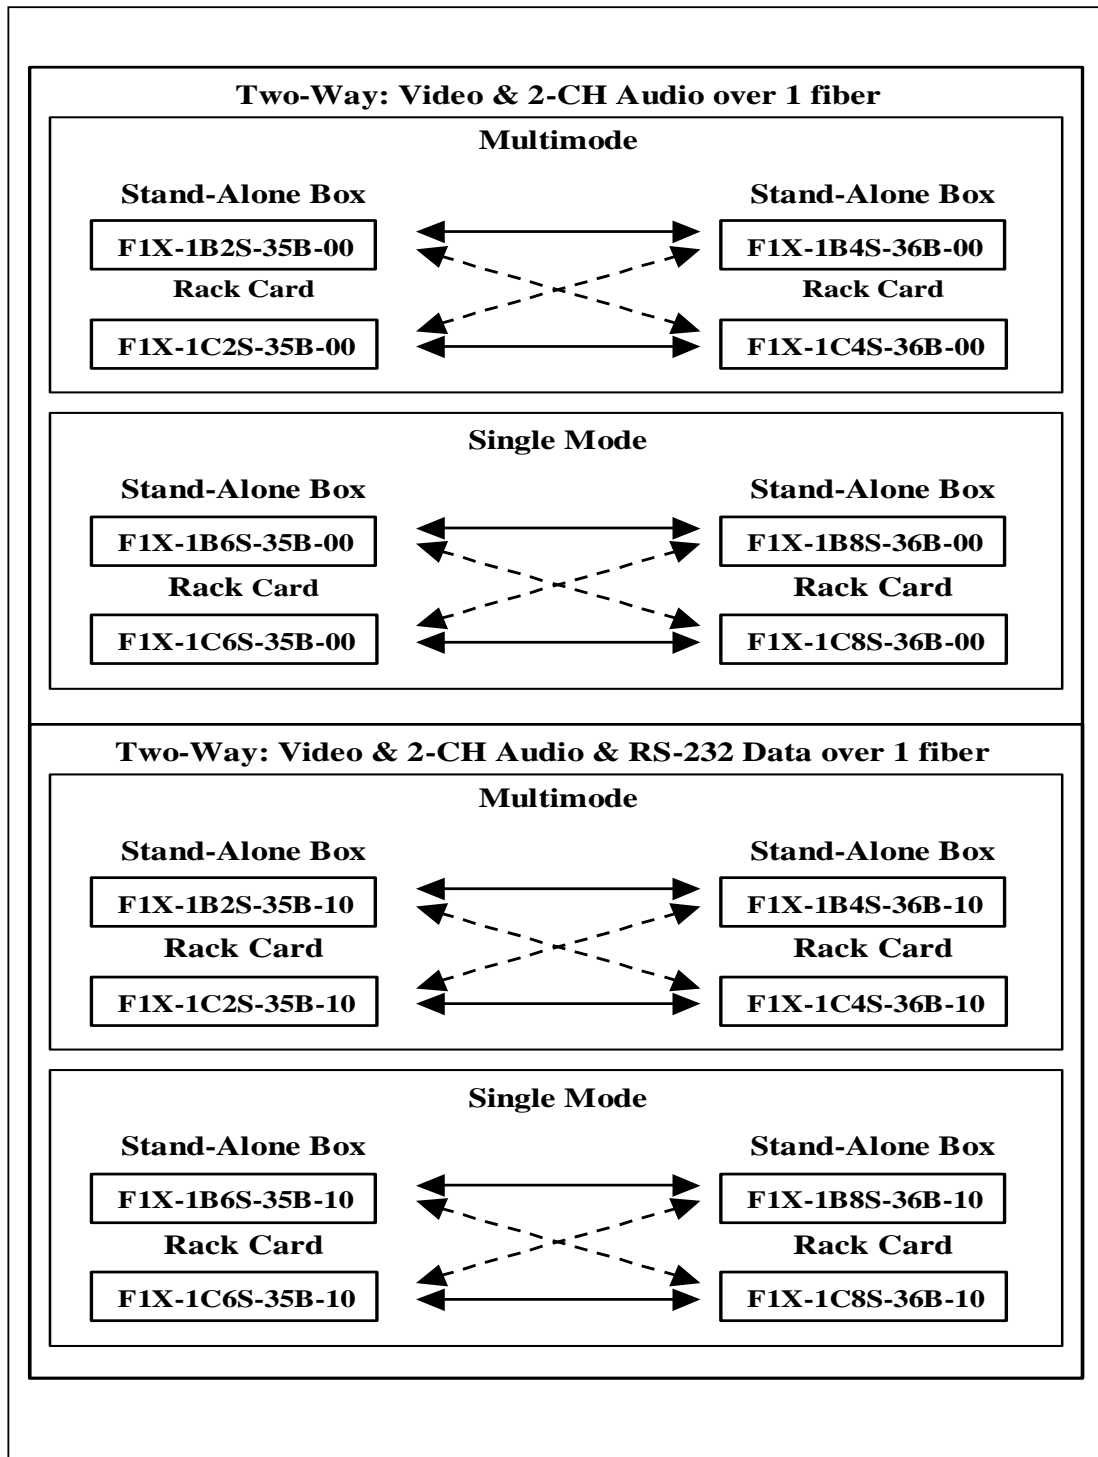 Two-Way: Video & 2-CH Audio over 1 fiber
Multimode
Stand-Alone Box Stand-Alone Box
F1X-1B2S-35B-00 F1X-1B4S-36B-00
Rack Card Rack Card
F1X-1C2S-35B-00 F1X-1C4S-36B-00
Single Mode
Stand-Alone Box Stand-Alone Box
F1X-1B6S-35B-00 F1X-1B8S-36B-00
Rack Card Rack Card
F1X-1C6S-35B-00 F1X-1C8S-36B-00
Two-Way: Video & 2-CH Audio & RS-232 Data over 1 fiber
Multimode
Stand-Alone Box Stand-Alone Box
F1X-1B2S-35B-10 F1X-1B4S-36B-10
Rack Card Rack Card
F1X-1C2S-35B-10 F1X-1C4S-36B-10
Single Mode
Stand-Alone Box Stand-Alone Box
F1X-1B6S-35B-10 F1X-1B8S-36B-10
Rack Card Rack Card
F1X-1C6S-35B-10 F1X-1C8S-36B-10